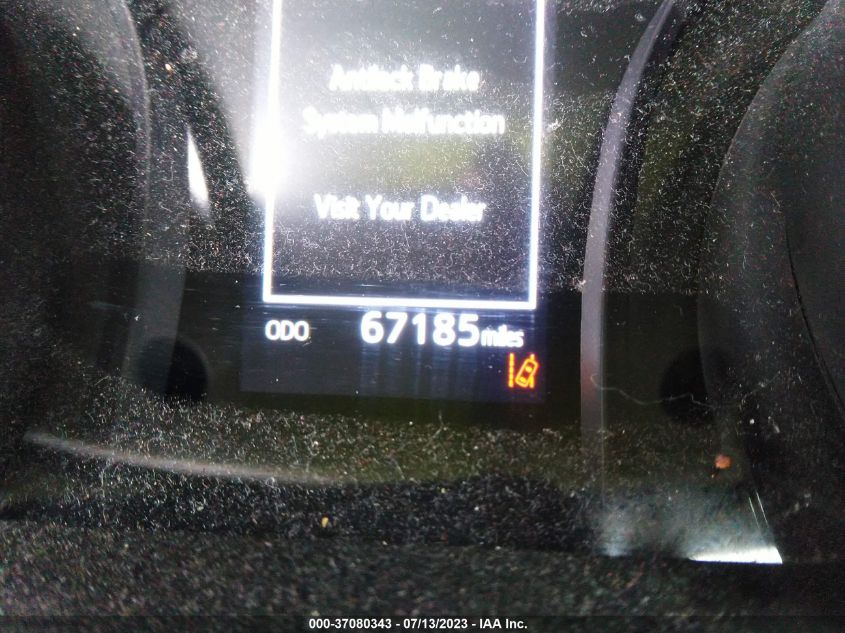 Antilock Brake
System Malfunction
Visit Your Dealer
ODO 67185 miles
000-37080343 - 07/13/2023 - IAA Inc.